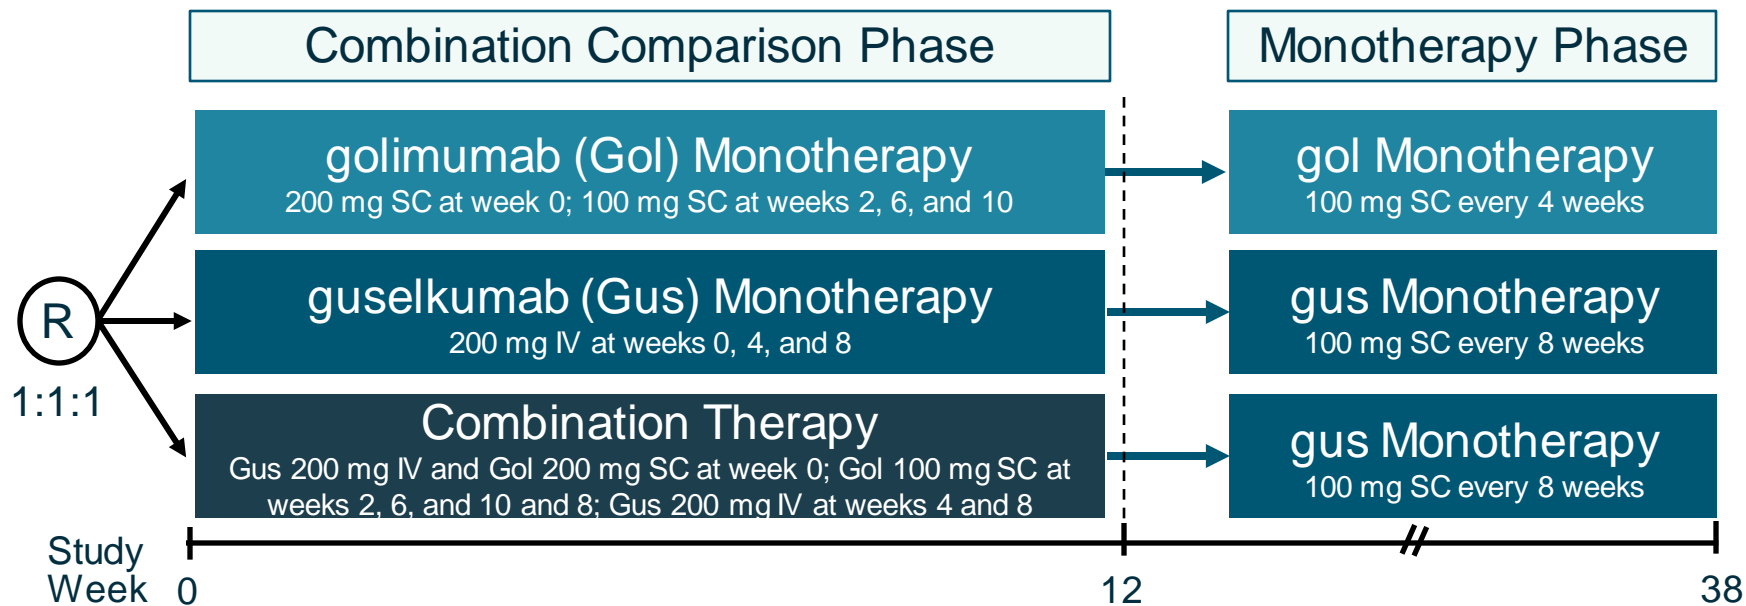 Combination Comparison Phase
Monotherapy Phase
golimumab (Gol) Monotherapy
200 mg SC at week 0; 100 mg SC at weeks 2, 6, and 10
gol Monotherapy
100 mg SC every 4 weeks
R
1:1:1
guselkumab (Gus) Monotherapy
200 mg IV at weeks 0, 4, and 8
gus Monotherapy
100 mg SC every 8 weeks
Combination Therapy
Gus 200 mg IV and Gol 200 mg SC at week 0; Gol 100 mg SC at
weeks 2, 6, and 10 and 8; Gus 200 mg IV at weeks 4 and 8
gus Monotherapy
100 mg SC every 8 weeks
Study
Week
0
12
38